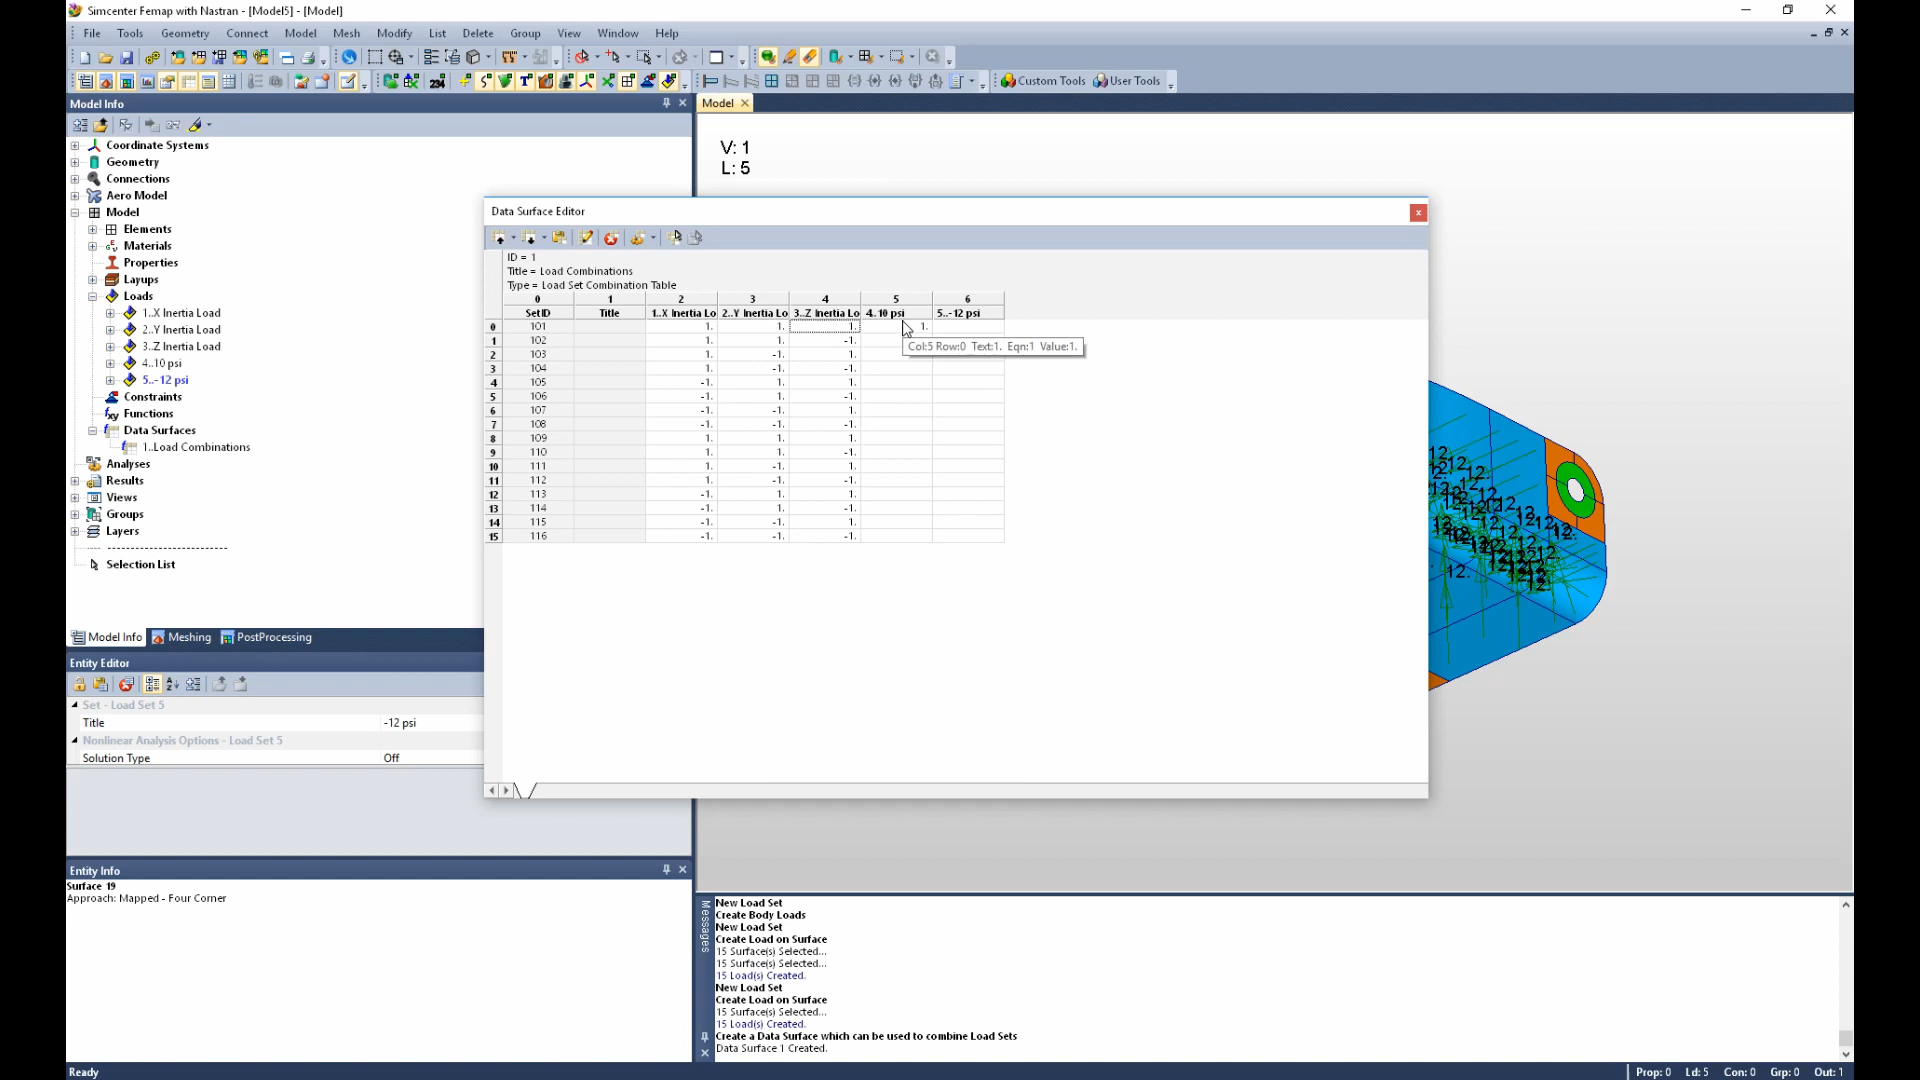 Simcenter Femap with Nastran - [Model5] - [Model]
File Tools Geometry Connect Model Mesh Modify List Delete Group View Window Help
234 Custom Tools User Tools
Model Info
Coordinate Systems
Geometry
Connections
Aero Model
Model
Elements
Materials
Properties
Layups
Loads
1..X Inertia Load
2..Y Inertia Load
3..Z Inertia Load
4..10 psi
5..-12 psi
Constraints
Functions
Data Surfaces
1..Load Combinations
Analyses
Results
Views
Groups
Layers
Selection List
Model Info Meshing PostProcessing
Entity Editor
Set - Load Set 5
Title -12 psi
Nonlinear Analysis Options - Load Set 5
Solution Type Off
Entity Info
Surface 19
Approach: Mapped - Four Corner
Model
V: 1
L: 5
Data Surface Editor
ID = 1
Title = Load Combinations
Type = Load Set Combination Table
0 1 2 3 4 5 6
Set ID Title 1..X Inertia Lo 2..Y Inertia Lo 3..Z Inertia Lo 4..10 psi 5..-12 psi
0 101 1. 1. 1. 1.
1 102 1. 1. -1.
2 103 1. -1. 1.
3 104 1. -1. -1.
4 105 -1. 1. 1.
5 106 -1. 1. -1.
6 107 -1. -1. 1.
7 108 -1. -1. -1.
8 109 1. 1. 1.
9 110 1. 1. -1.
10 111 1. -1. 1.
11 112 1. -1. -1.
12 113 -1. 1. 1.
13 114 -1. 1. -1.
14 115 -1. -1. 1.
15 116 -1. -1. -1.
Col:5 Row:0 Text:1. Eqn:1 Value:1.
Messages
New Load Set
Create Body Loads
New Load Set
Create Load on Surface
15 Surface(s) Selected...
15 Surface(s) Selected...
15 Load(s) Created.
New Load Set
Create Load on Surface
15 Surface(s) Selected...
15 Load(s) Created.
Create a Data Surface which can be used to combine Load Sets
Data Surface 1 Created.
Ready
Prop: 0 Ld: 5 Con: 0 Grp: 0 Out: 1